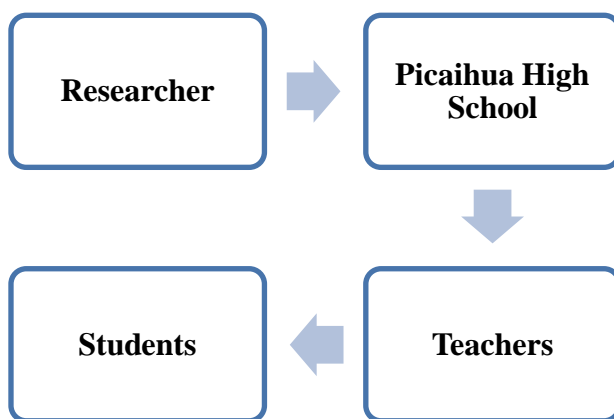 Researcher
Picaihua High
School
Teachers
Students